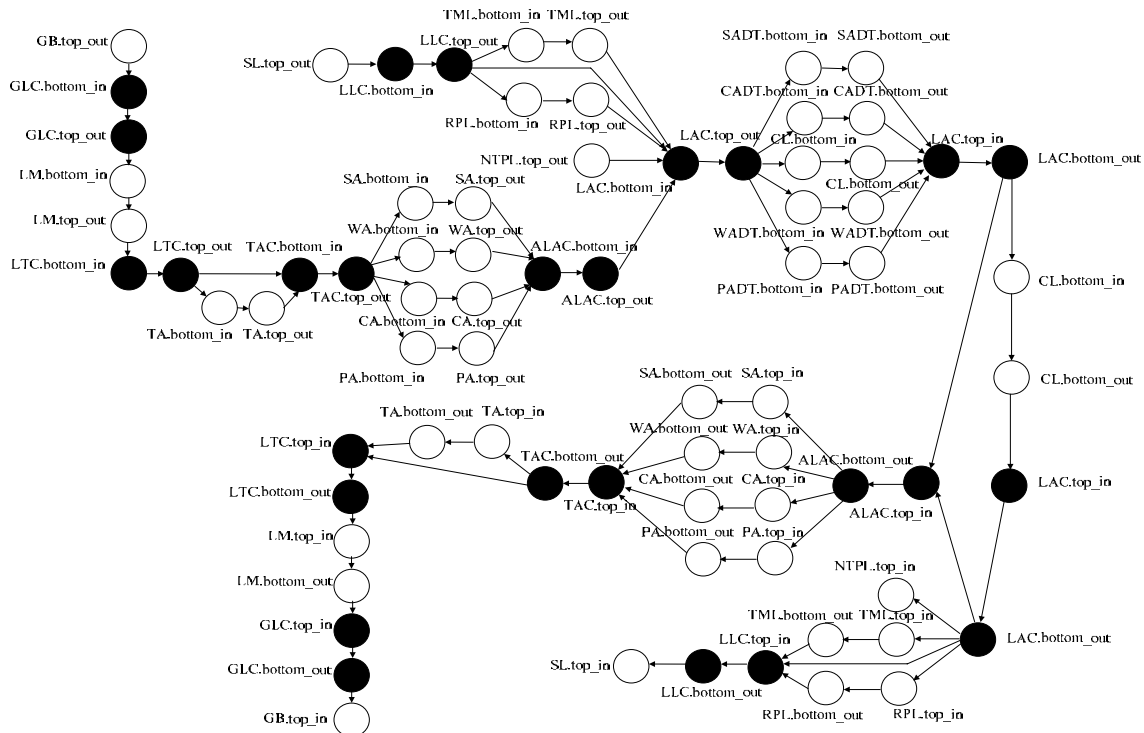 TML.bottom_in TML.top_out
GB.top_out
LLC.top_out
SADT.bottom_in SADT.top_out
SL.top_out
GLC.bottom_in
LLC.bottom_in
CADT.bottom_in CADT.top_out
GLC.top_out
RPL.bottom_in RPL.top_out
LAC.top_out CL.bottom_in LAC.top_in
NTPL.top_out
LAC.bottom_out
LM.bottom_in
SA.bottom_in SA.top_out
LAC.bottom_in
CL.bottom_out
LM.top_out
WA.bottom_in WA.top_out
WADT.bottom_in WADT.top_out
LTC.top_out TAC.bottom_in
ALAC.bottom_in
LTC.bottom_in
CL.bottom_in
TAC.top_out
ALAC.top_out
PADT.bottom_in PADT.top_out
CA.bottom_in CA.top_out
TA.bottom_in TA.top_out
PA.bottom_in PA.top_out
SA.bottom_out SA.top_in
CL.bottom_out
TA.bottom_out TA.top_in
WA.bottom_out WA.top_in
LTC.top_in
TAC.bottom_out
ALAC.bottom_out
CA.bottom_out CA.top_in
LAC.top_in
LTC.bottom_out
TAC.top_in
ALAC.top_in
PA.bottom_out PA.top_in
LM.top_in
NTPL.top_in
LM.bottom_out
TML.bottom_out TML.top_in
GLC.top_in
LLC.top_in
LAC.bottom_out
SL.top_in
GLC.bottom_out
LLC.bottom_out
RPL.bottom_out RPL.top_in
GB.top_in